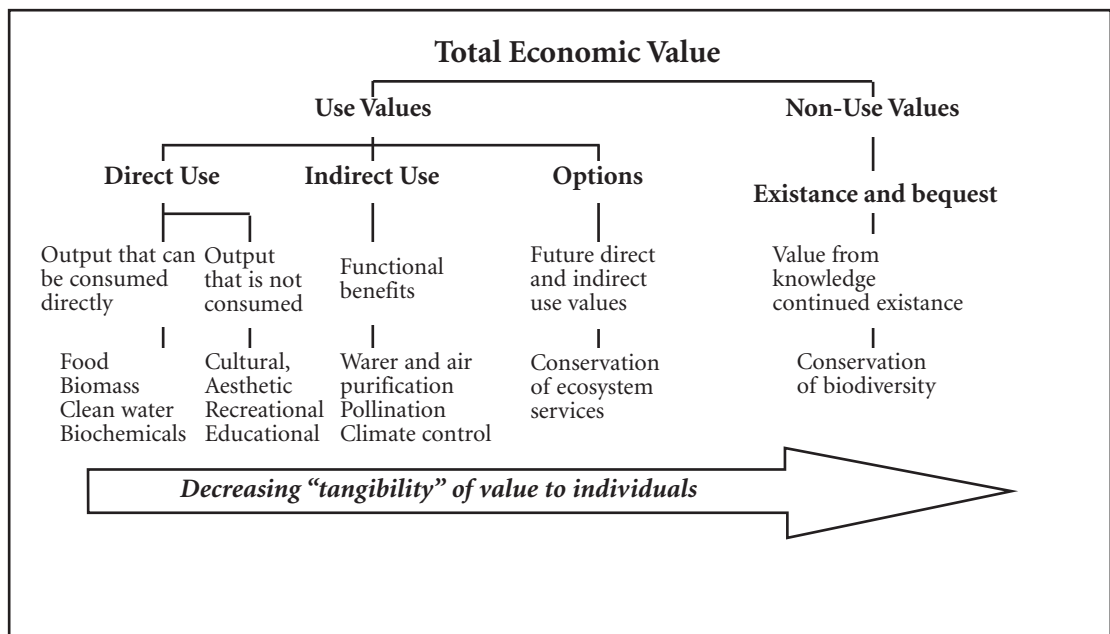 Total Economic Value
Use Values
Non-Use Values
Direct Use
Indirect Use
Options
Existance and bequest
Output that can
be consumed
directly
Output
that is not
consumed
Functional
benefits
Future direct
and indirect
use values
Value from
knowledge
continued existance
Food
Biomass
Clean water
Biochemicals
Cultural,
Aesthetic
Recreational
Educational
Warer and air
purification
Pollination
Climate control
Conservation
of ecosystem
services
Conservation
of biodiversity
Decreasing “tangibility” of value to individuals